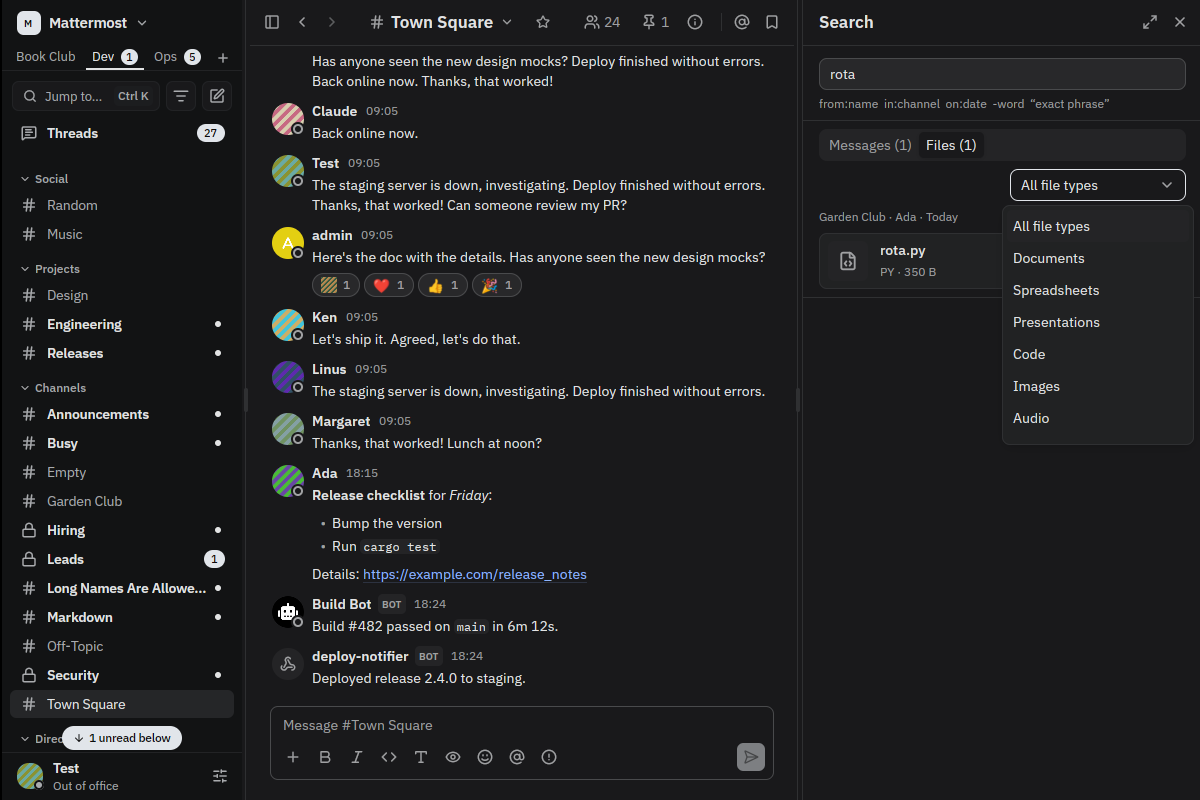 M Mattermost
Book Club Dev 1 Ops 5
Jump to... Ctrl K
Threads 27
Social
Random
Music
Projects
Design
Engineering
Releases
Channels
Announcements
Busy
Empty
Garden Club
Hiring
Leads 1
Long Names Are Allowe...
Markdown
Off-Topic
Security
Town Square
Direc
1 unread below
Test
Out of office
Town Square 24 1
Has anyone seen the new design mocks? Deploy finished without errors.
Back online now. Thanks, that worked!
Claude 09:05
Back online now.
Test 09:05
The staging server is down, investigating. Deploy finished without errors.
Thanks, that worked! Can someone review my PR?
A admin 09:05
Here's the doc with the details. Has anyone seen the new design mocks?
1 ❤️ 1 👍 1 🎉 1
Ken 09:05
Let's ship it. Agreed, let's do that.
Linus 09:05
The staging server is down, investigating. Deploy finished without errors.
Margaret 09:05
Thanks, that worked! Lunch at noon?
Ada 18:15
Release checklist for Friday:
• Bump the version
• Run cargo test
Details: https://example.com/release_notes
Build Bot BOT 18:24
Build #482 passed on main in 6m 12s.
deploy-notifier BOT 18:24
Deployed release 2.4.0 to staging.
Message #Town Square
Search
rota
from:name in:channel on:date -word “exact phrase”
Messages (1) Files (1)
All file types
Garden Club · Ada · Today
rota.py
PY · 350 B
All file types
Documents
Spreadsheets
Presentations
Code
Images
Audio